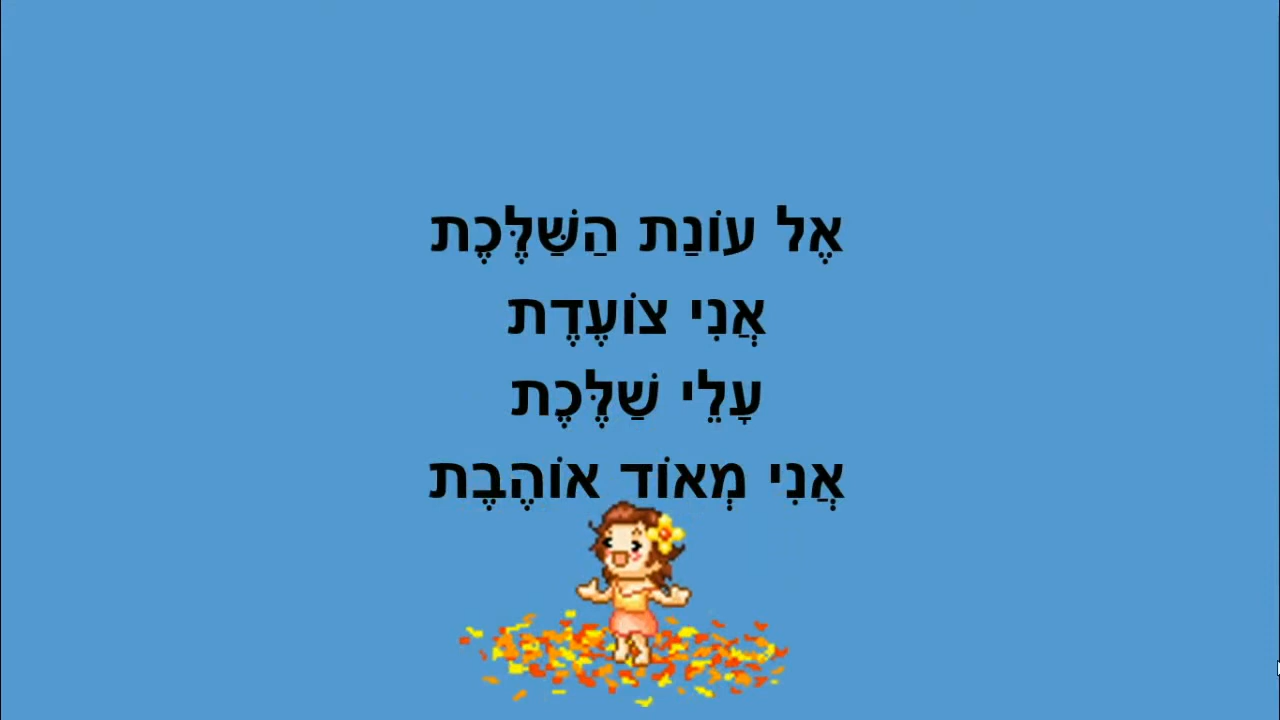 אֶל עוֹנַת הַשַּׁלֶּכֶת
אֲנִי צוֹעֶדֶת
עָלֵי שַׁלֶּכֶת
אֲנִי מְאוֹד אוֹהֶבֶת